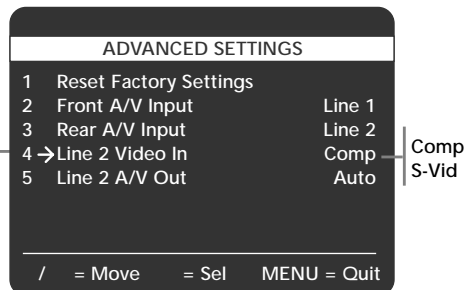 ADVANCED SETTINGS
1 Reset Factory Settings
2 Front A/V Input Line 1
3 Rear A/V Input Line 2
4 → Line 2 Video In Comp
5 Line 2 A/V Out Auto
/ = Move = Sel MENU = Quit
Comp
S-Vid